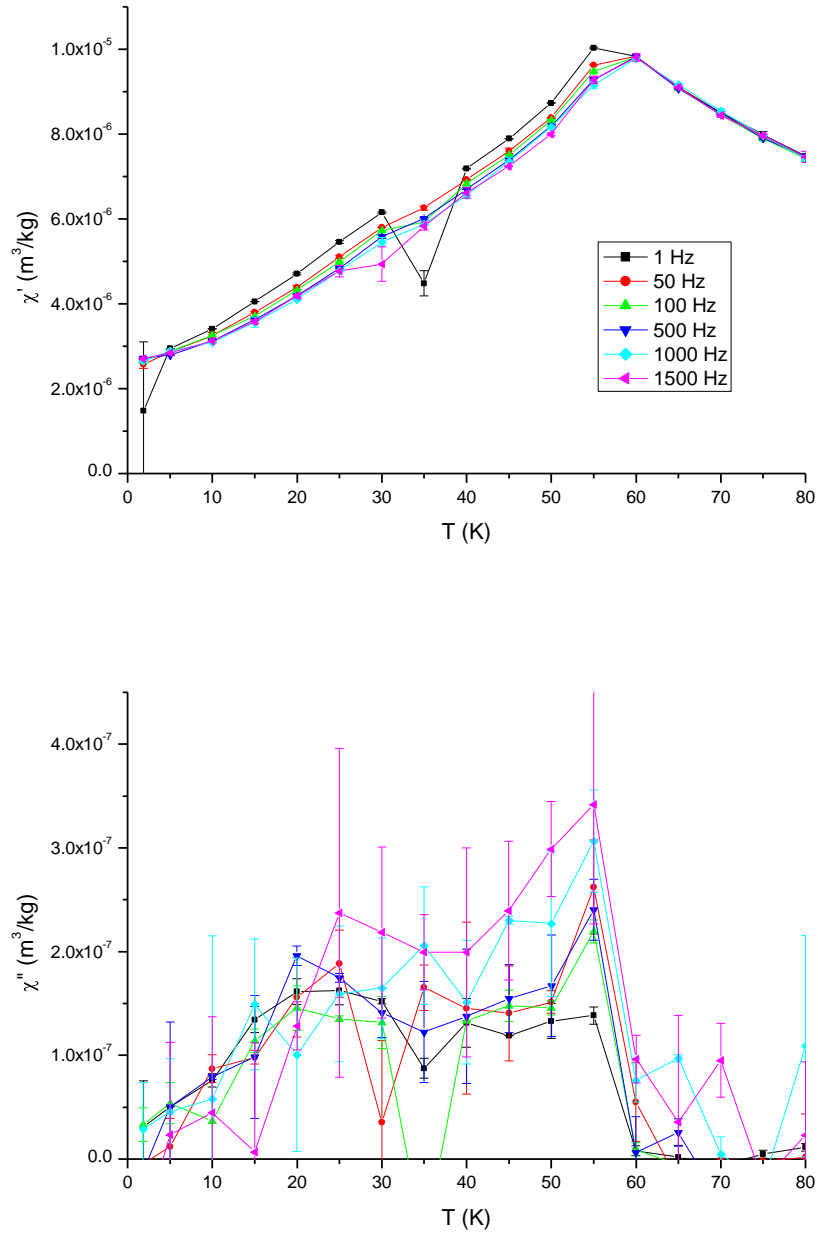 1.0x10⁻⁵
8.0x10⁻⁶
6.0x10⁻⁶
4.0x10⁻⁶
2.0x10⁻⁶
0.0
χ' (m³/kg)
1 Hz
50 Hz
100 Hz
500 Hz
1000 Hz
1500 Hz
0 10 20 30 40 50 60 70 80
T (K)
4.0x10⁻⁷
3.0x10⁻⁷
2.0x10⁻⁷
1.0x10⁻⁷
0.0
χ" (m³/kg)
0 10 20 30 40 50 60 70 80
T (K)